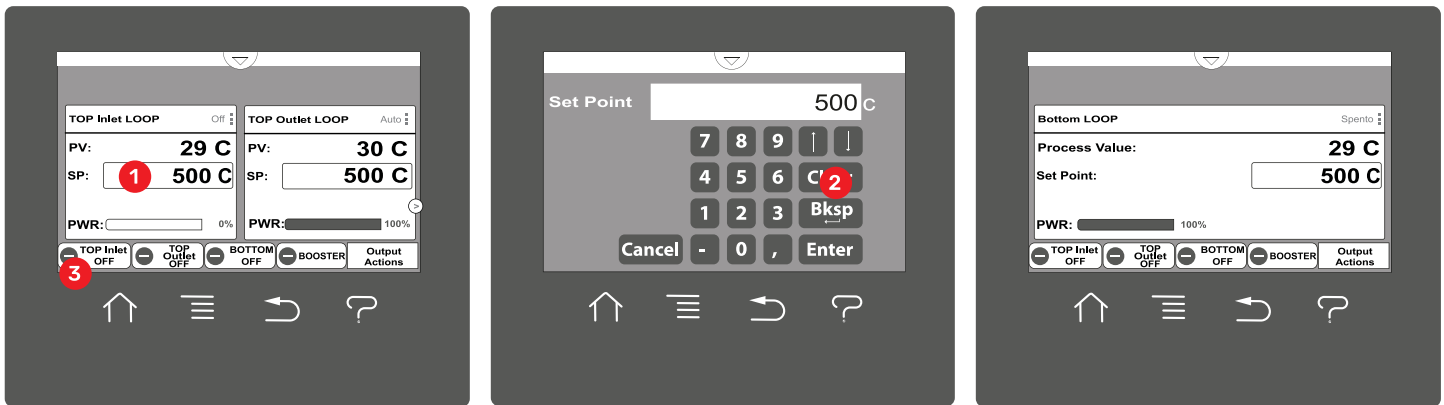 TOP Inlet LOOP Off
PV: 29 C
SP: 1 500 C
PWR: 0%
TOP Outlet LOOP Auto
PV: 30 C
SP: 500 C
PWR: 100%
>
3
TOP Inlet
OFF
TOP
Outlet
OFF
BOTTOM
OFF
BOOSTER
Output
Actions
Set Point 500 C
7 8 9
4 5 6
2
1 2 3 Bksp
Cancel - 0 , Enter
Bottom LOOP Spento
Process Value: 29 C
Set Point: 500 C
PWR: 100%
TOP Inlet
OFF
TOP
Outlet
OFF
BOTTOM
OFF
BOOSTER
Output
Actions